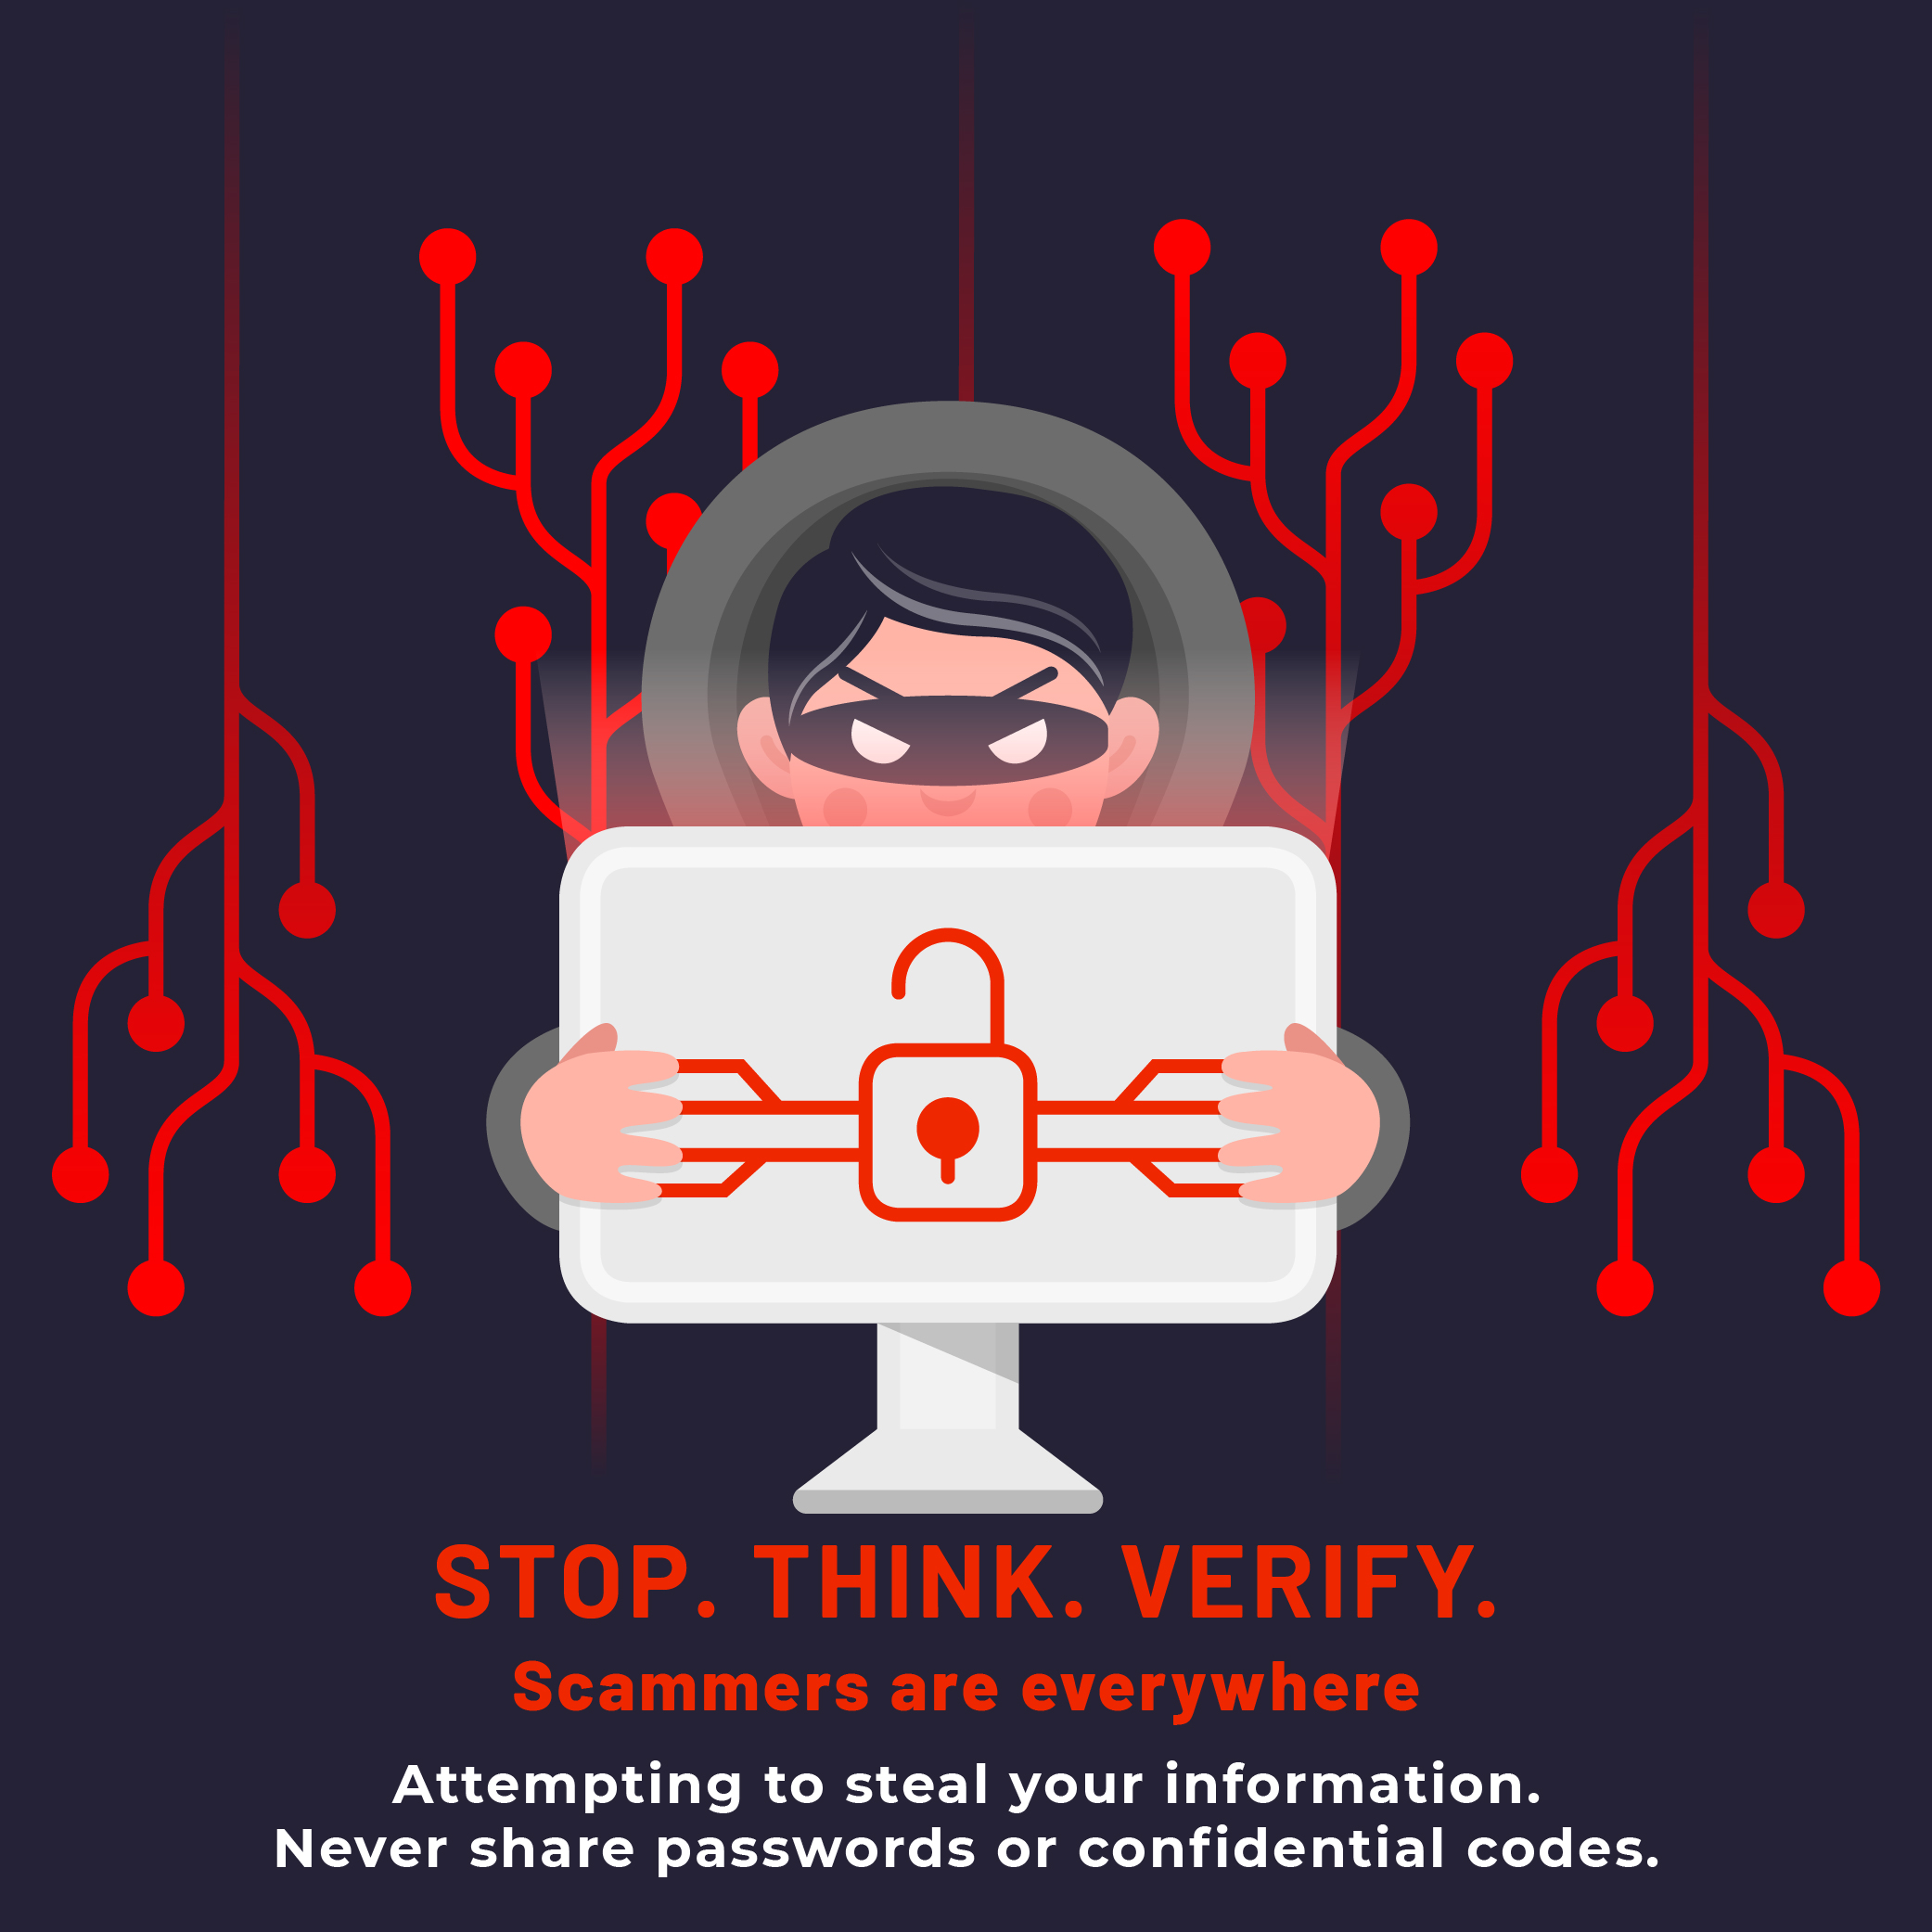 STOP. THINK. VERIFY.
Scammers are everywhere
Attempting to steal your information.
Never share passwords or confidential codes.